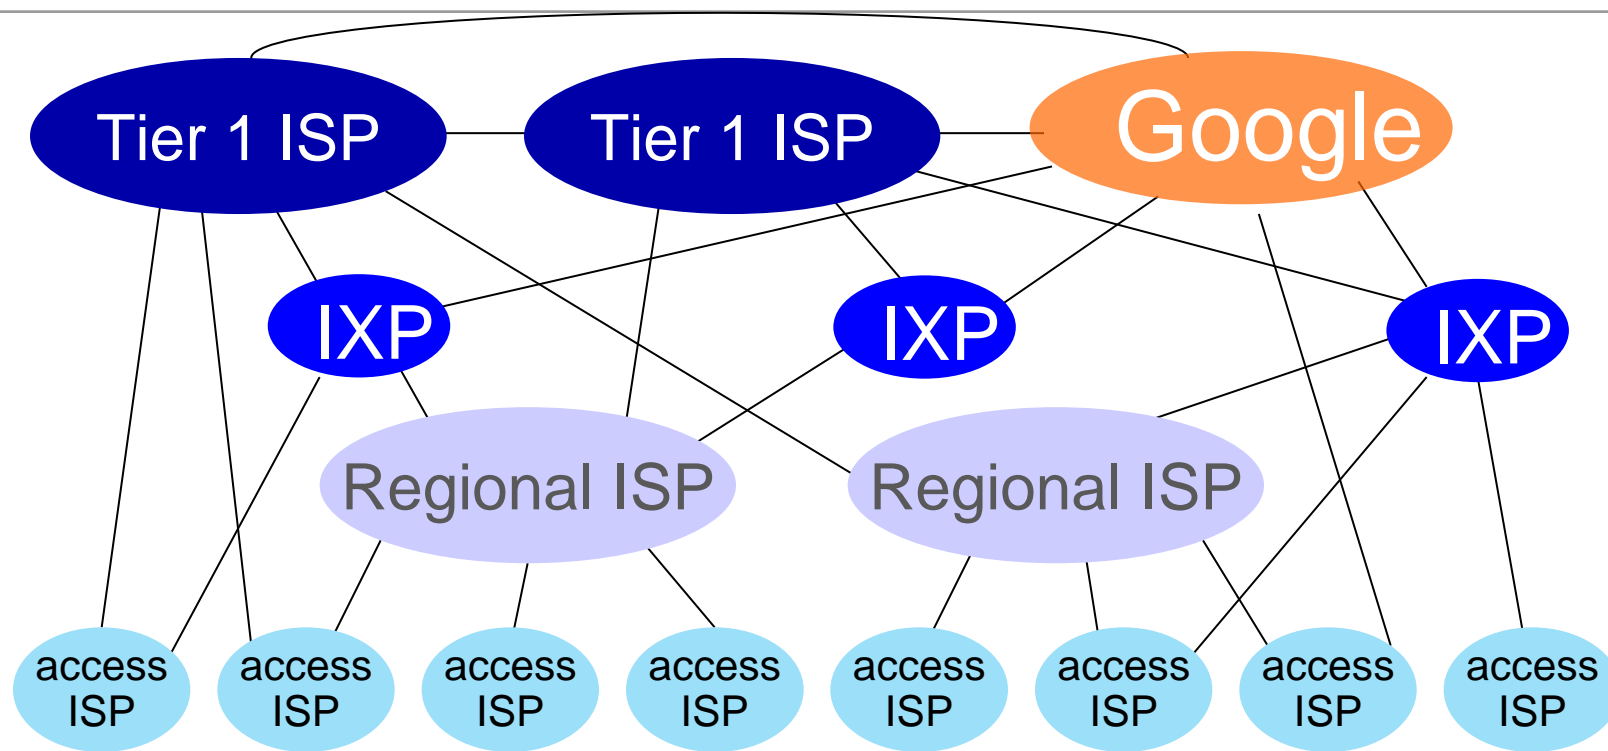 Tier 1 ISP
Tier 1 ISP
Google
IXP
IXP
IXP
Regional ISP
Regional ISP
access
ISP
access
ISP
access
ISP
access
ISP
access
ISP
access
ISP
access
ISP
access
ISP